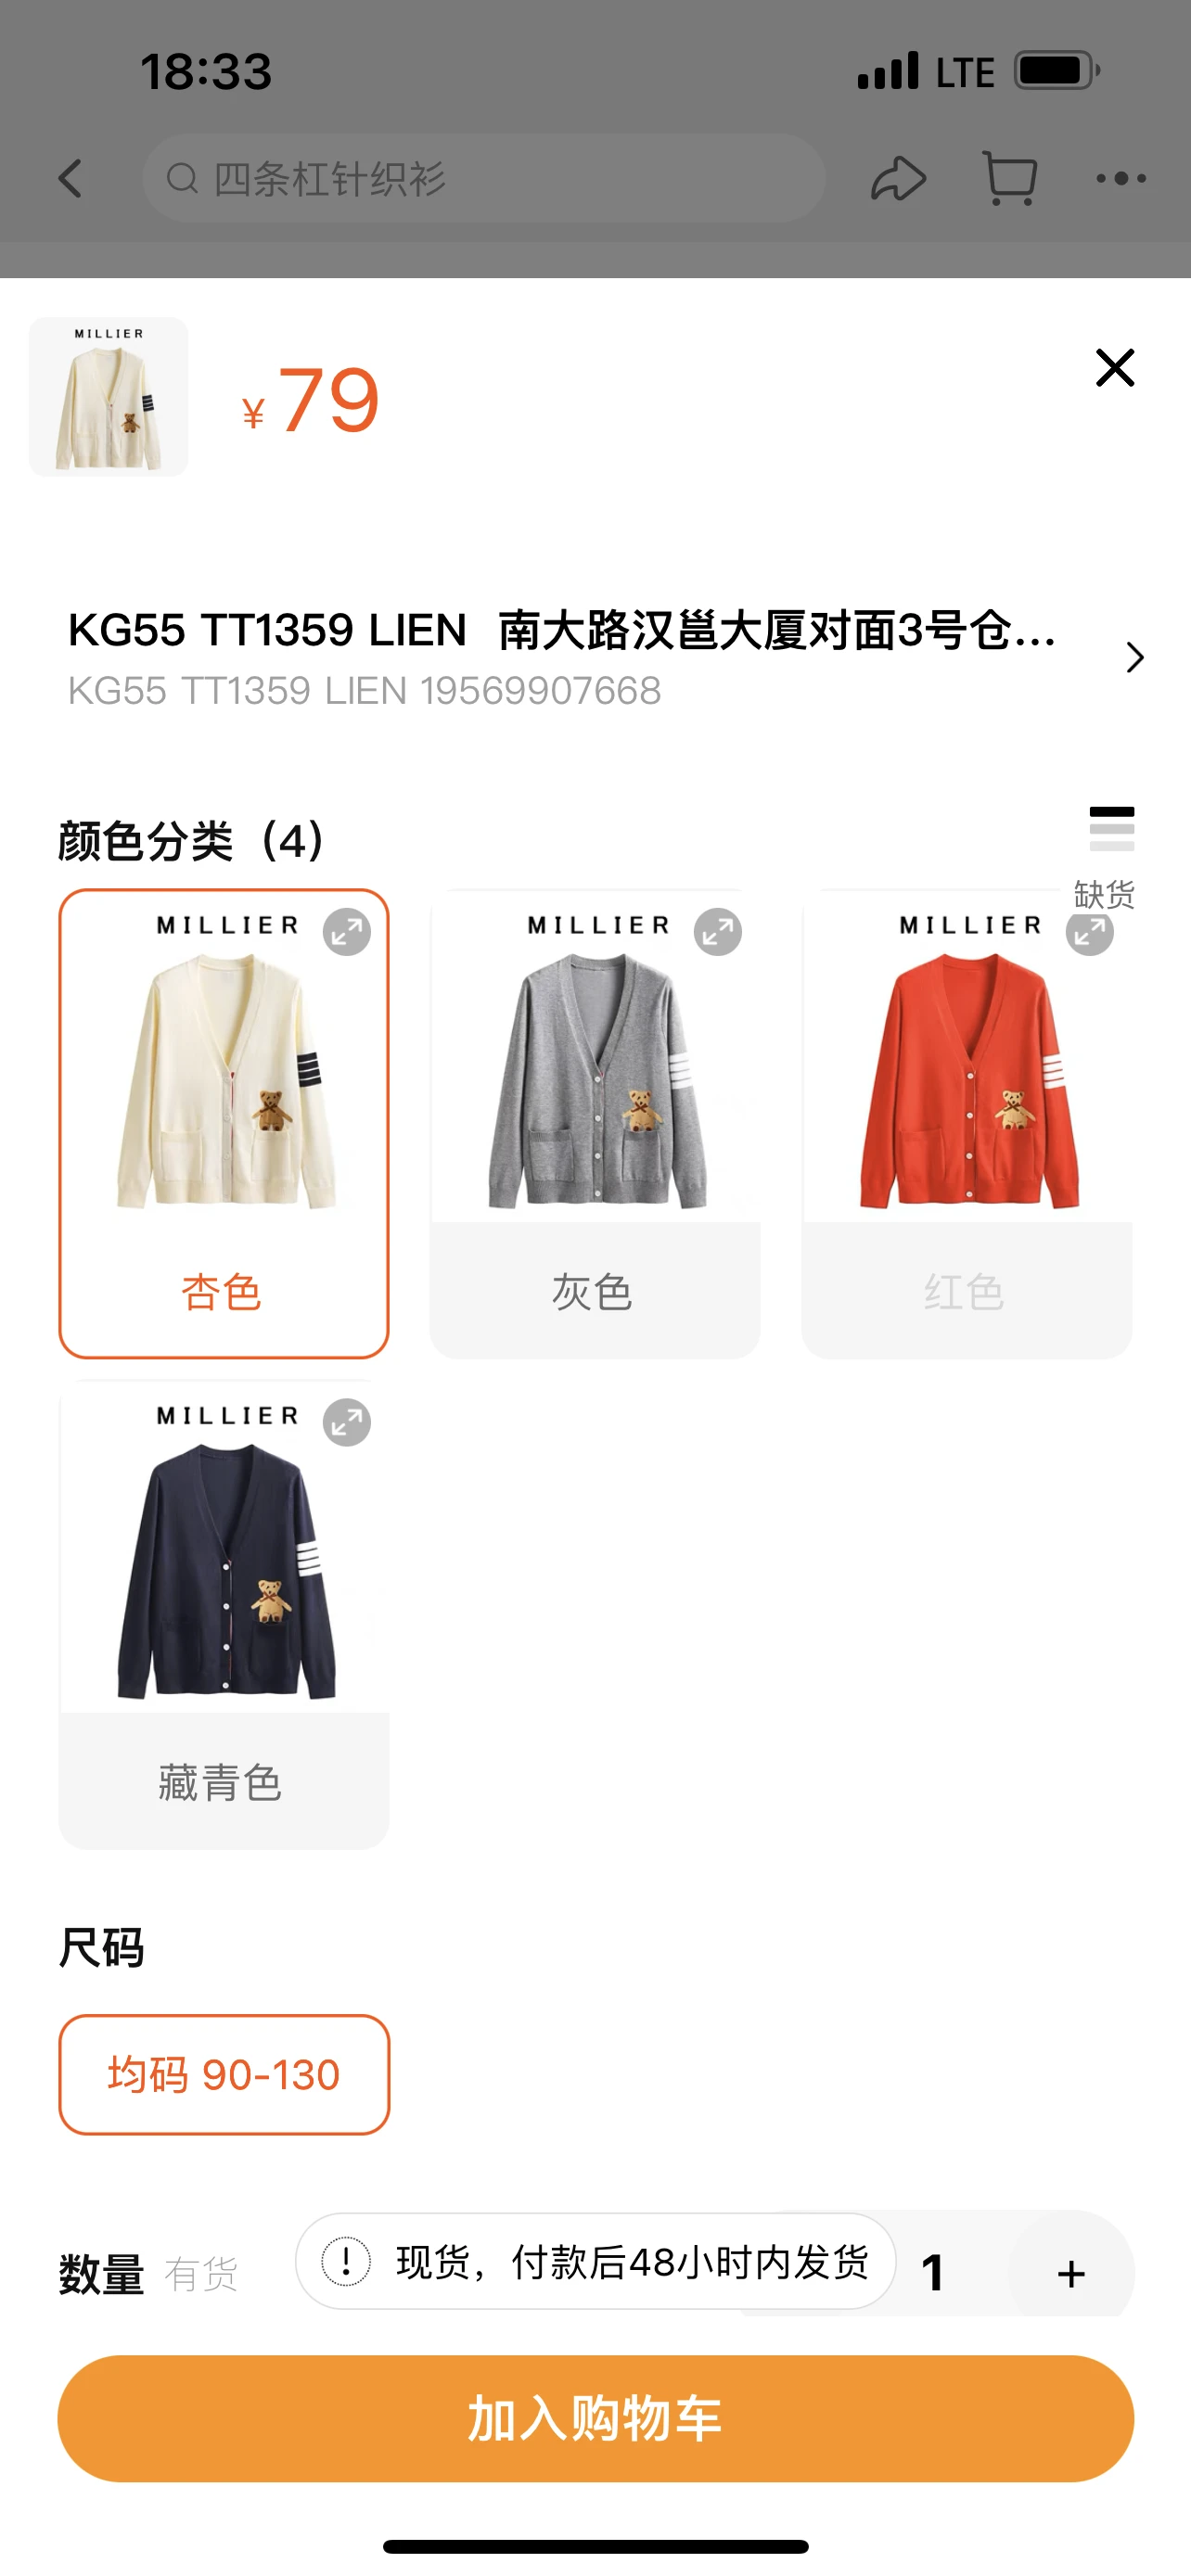 18:33
LTE
四条杠针织衫
MILLIER
¥79
KG55 TT1359 LIEN 南大路汉邕大厦对面3号仓...
KG55 TT1359 LIEN 19569907668
颜色分类（4）
缺货
MILLIER
MILLIER
MILLIER
杏色
灰色
红色
MILLIER
藏青色
尺码
均码 90-130
数量 有货
现货，付款后48小时内发货
1
+
加入购物车